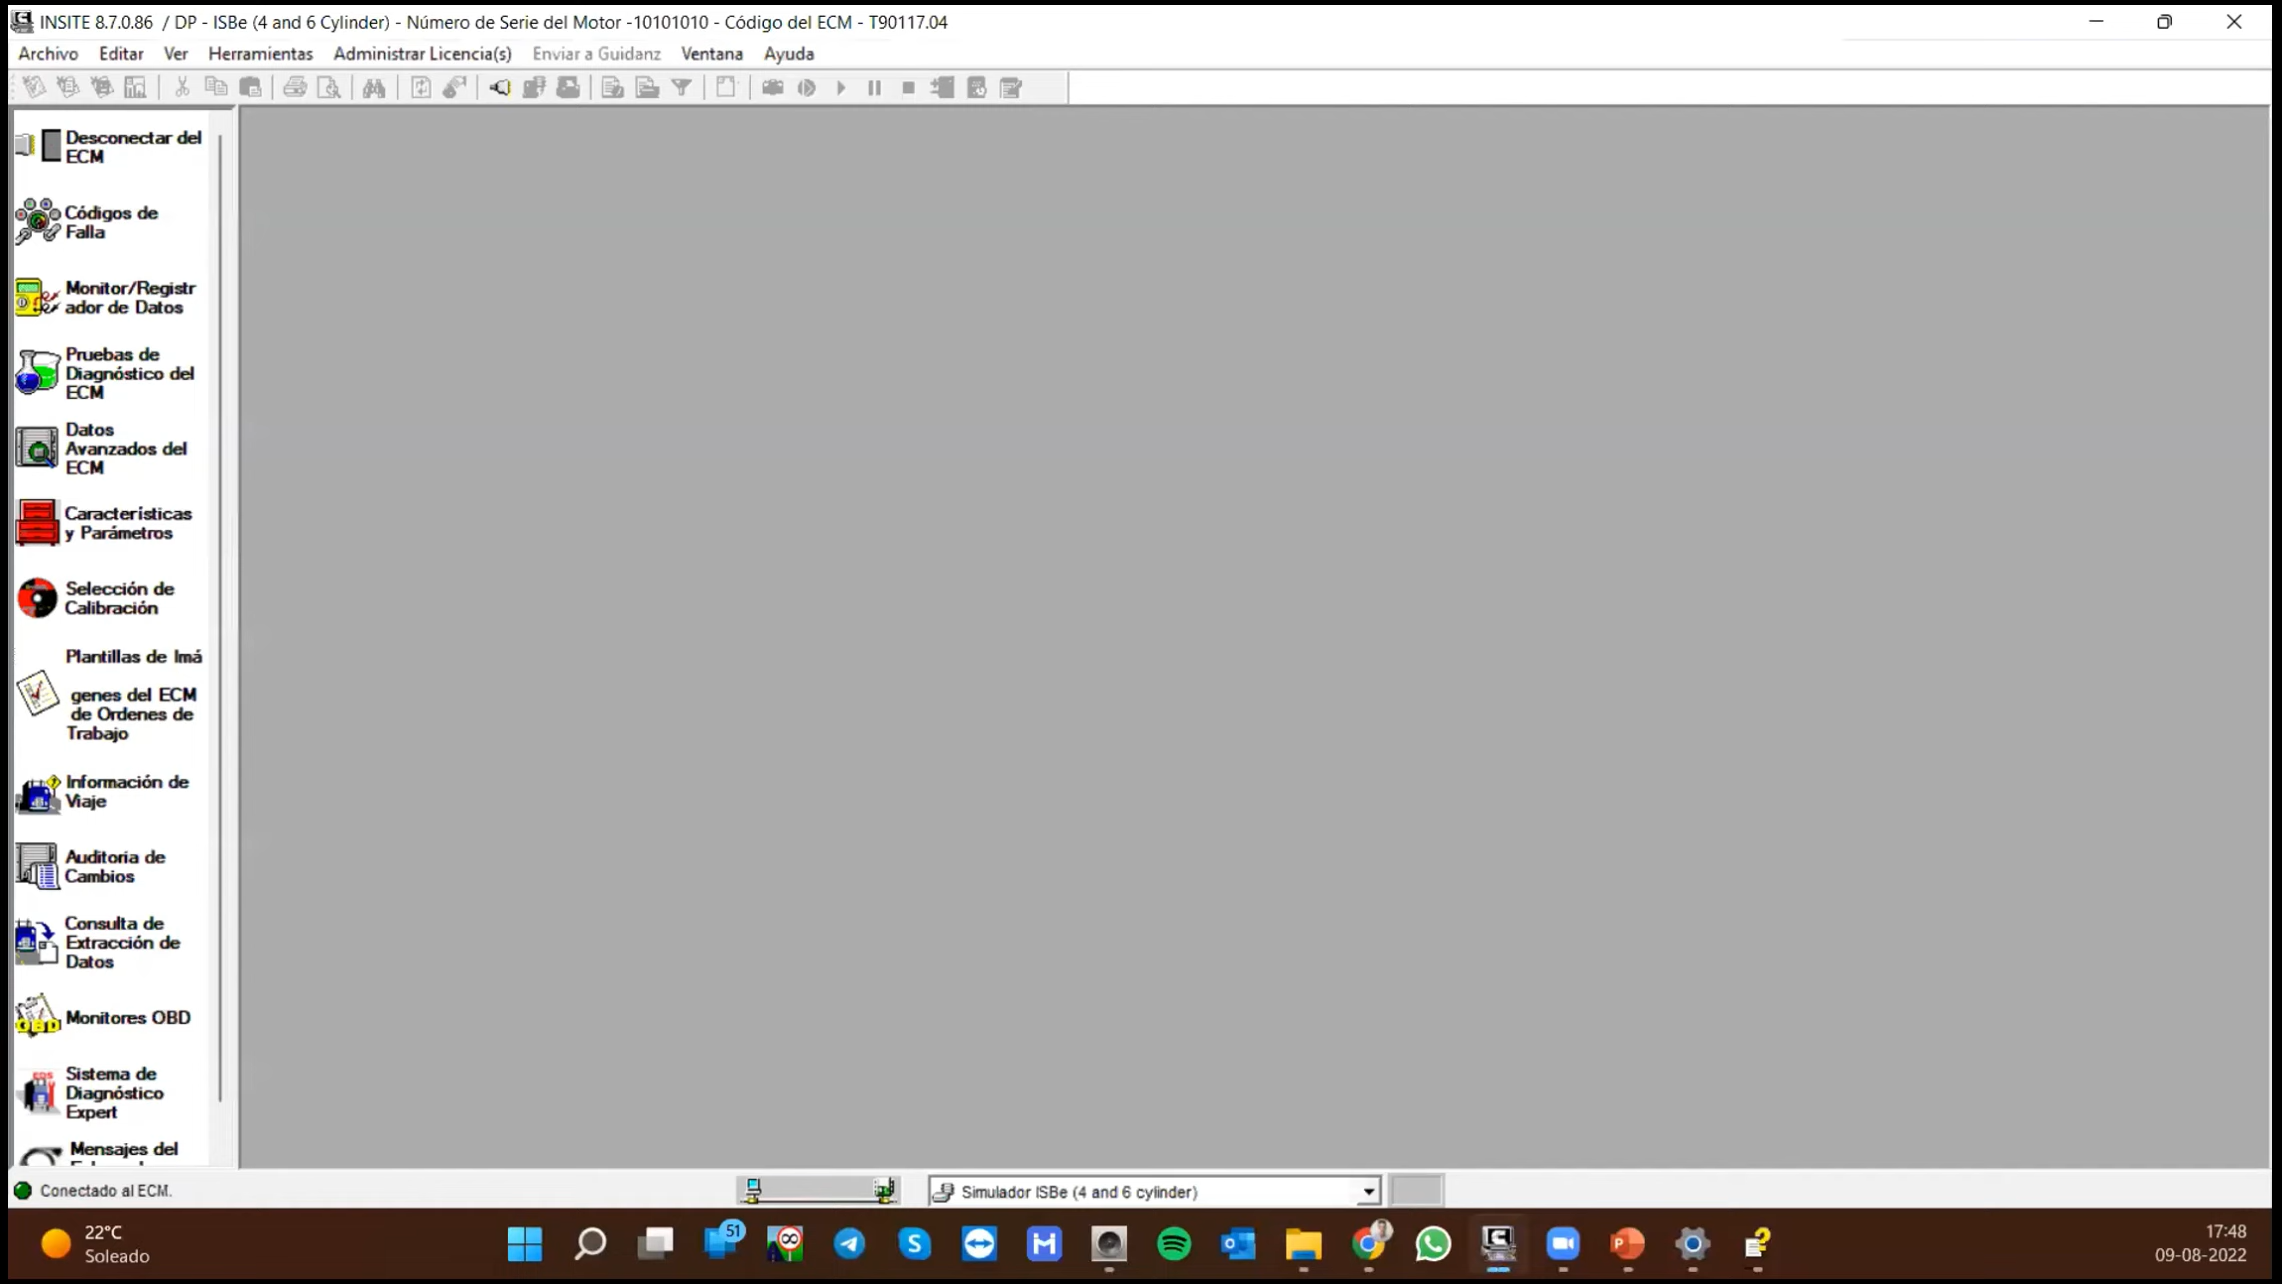 INSITE 8.7.0.86 / DP - ISBe (4 and 6 Cylinder) - Número de Serie del Motor -10101010 - Código del ECM - T90117.04
Archivo Editar Ver Herramientas Administrar Licencia(s) Enviar a Guidanz Ventana Ayuda
Desconectar del
ECM
Códigos de
Falla
Monitor/Registr
ador de Datos
Pruebas de
Diagnóstico del
ECM
Datos
Avanzados del
ECM
Características
y Parámetros
Selección de
Calibración
Plantillas de Imá
genes del ECM
de Ordenes de
Trabajo
Información de
Viaje
Auditoria de
Cambios
Consulta de
Extracción de
Datos
OBD
Monitores OBD
EDS
Sistema de
Diagnóstico
Expert
Mensajes del
Conectado al ECM.
Simulador ISBe (4 and 6 cylinder)
22°C
Soleado
51
17:48
09-08-2022